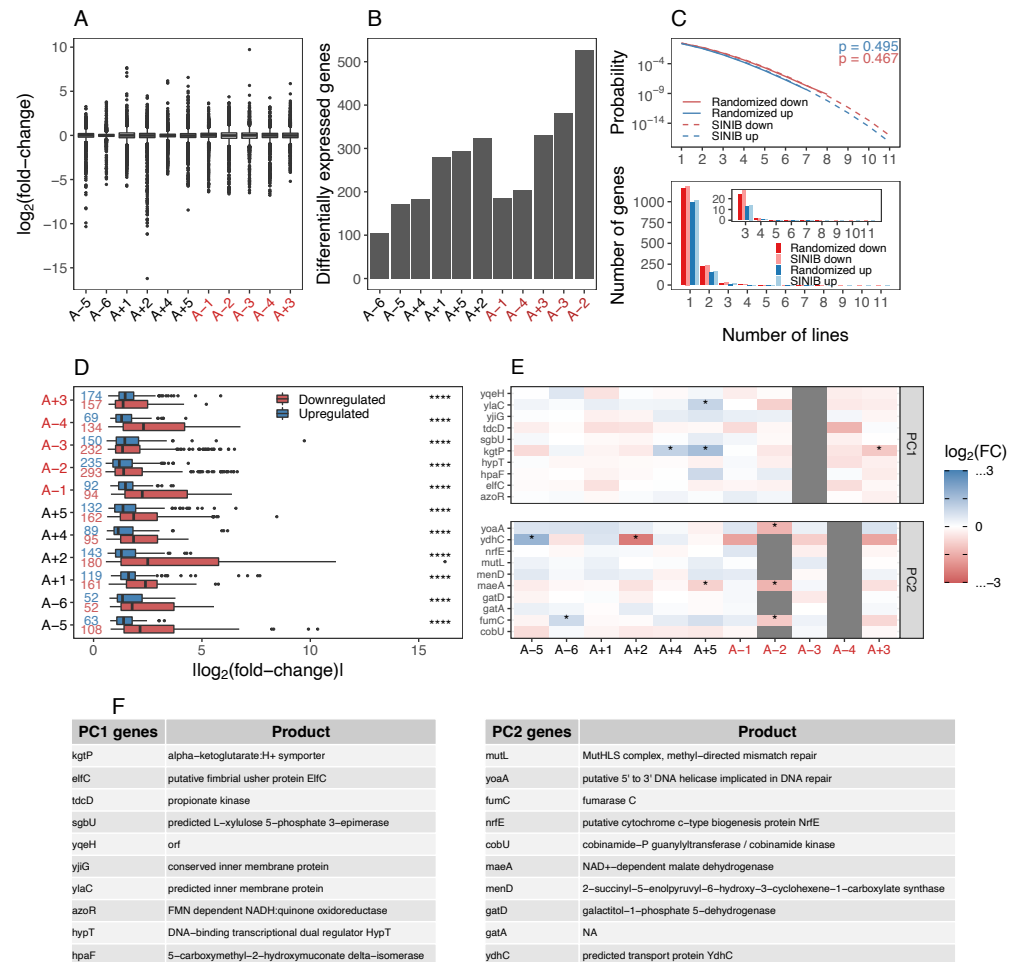 A
log2(fold−change)
10
5
0
−5
−10
−15
A−5
A−6
A+1
A+2
A+4
A+5
A−1
A−2
A−3
A−4
A+3
B
Differentially expressed genes
500
400
300
200
100
0
A−6
A−5
A+4
A+1
A+5
A+2
A−1
A−4
A+3
A−3
A−2
C
Probability
10−4
10−9
10−14
p = 0.495
p = 0.467
Randomized down
Randomized up
SINIB down
SINIB up
1 2 3 4 5 6 7 8 9 10 11
Number of genes
1000
750
500
250
0
20
10
0
3 4 5 6 7 8 9 10 11
Randomized down
SINIB down
Randomized up
SINIB up
1 2 3 4 5 6 7 8 9 10 11
Number of lines
D
Downregulated
Upregulated
A+3 174 157 ****
A−4 69 134 ****
A−3 150 232 ****
A−2 235 293 ****
A−1 92 94 ****
A+5 132 162 ****
A+4 89 95 ****
A+2 143 180 ****
A+1 119 161 ****
A−6 52 52 ****
A−5 63 108 ****
0 5 10 15
|log2(fold−change)|
E
yqeH
ylaC *
yjiG
tdcD
sgbU
kgtP * * *
hypT
hpaF
elfC
azoR
PC1
yoaA *
ydhC * *
nrfE
mutL
menD
maeA * *
gatD
gatA
fumC * *
cobU
PC2
A−5 A−6 A+1 A+2 A+4 A+5 A−1 A−2 A−3 A−4 A+3
log2(FC)
...3
0
...−3
F
PC1 genes Product
kgtP alpha−ketoglutarate:H+ symporter
elfC putative fimbrial usher protein ElfC
tdcD propionate kinase
sgbU predicted L−xylulose 5−phosphate 3−epimerase
yqeH orf
yjiG conserved inner membrane protein
ylaC predicted inner membrane protein
azoR FMN dependent NADH:quinone oxidoreductase
hypT DNA−binding transcriptional dual regulator HypT
hpaF 5−carboxymethyl−2−hydroxymuconate delta−isomerase
PC2 genes Product
mutL MutHLS complex, methyl−directed mismatch repair
yoaA putative 5' to 3' DNA helicase implicated in DNA repair
fumC fumarase C
nrfE putative cytochrome c−type biogenesis protein NrfE
cobU cobinamide−P guanylyltransferase / cobinamide kinase
maeA NAD+−dependent malate dehydrogenase
menD 2−succinyl−5−enolpyruvyl−6−hydroxy−3−cyclohexene−1−carboxylate synthase
gatD galactitol−1−phosphate 5−dehydrogenase
gatA NA
ydhC predicted transport protein YdhC